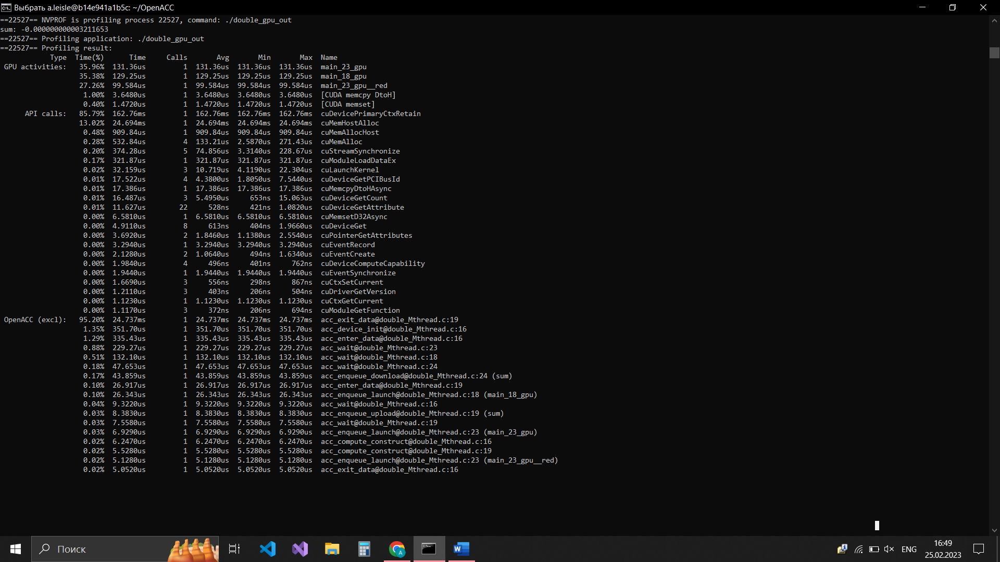 Выбрать a.leisle@b14e941a1b5c: ~/OpenACC
==22527== NVPROF is profiling process 22527, command: ./double_gpu_out
sum: -0.000000000003211653
==22527== Profiling application: ./double_gpu_out
==22527== Profiling result:
Type Time(%) Time Calls Avg Min Max Name
GPU activities: 35.96% 131.36us 1 131.36us 131.36us 131.36us main_23_gpu
35.38% 129.25us 1 129.25us 129.25us 129.25us main_18_gpu
27.26% 99.584us 1 99.584us 99.584us 99.584us main_23_gpu__red
1.00% 3.6480us 1 3.6480us 3.6480us 3.6480us [CUDA memcpy DtoH]
0.40% 1.4720us 1 1.4720us 1.4720us 1.4720us [CUDA memset]
API calls: 85.79% 162.76ms 1 162.76ms 162.76ms 162.76ms cuDevicePrimaryCtxRetain
13.02% 24.694ms 1 24.694ms 24.694ms 24.694ms cuMemHostAlloc
0.48% 909.84us 1 909.84us 909.84us 909.84us cuMemAllocHost
0.28% 532.84us 4 133.21us 2.5870us 271.43us cuMemAlloc
0.20% 374.28us 5 74.856us 3.3140us 228.67us cuStreamSynchronize
0.17% 321.87us 1 321.87us 321.87us 321.87us cuModuleLoadDataEx
0.02% 32.159us 3 10.719us 4.1190us 22.304us cuLaunchKernel
0.01% 17.522us 4 4.3800us 1.8050us 7.5440us cuDeviceGetPCIBusId
0.01% 17.386us 1 17.386us 17.386us 17.386us cuMemcpyDtoHAsync
0.01% 16.487us 3 5.4950us 653ns 15.063us cuDeviceGetCount
0.01% 11.627us 22 528ns 421ns 1.0820us cuDeviceGetAttribute
0.00% 6.5810us 1 6.5810us 6.5810us 6.5810us cuMemsetD32Async
0.00% 4.9110us 8 613ns 404ns 1.9660us cuDeviceGet
0.00% 3.6920us 2 1.8460us 1.1380us 2.5540us cuPointerGetAttributes
0.00% 3.2940us 1 3.2940us 3.2940us 3.2940us cuEventRecord
0.00% 2.1280us 2 1.0640us 494ns 1.6340us cuEventCreate
0.00% 1.9840us 4 496ns 401ns 762ns cuDeviceComputeCapability
0.00% 1.9440us 1 1.9440us 1.9440us 1.9440us cuEventSynchronize
0.00% 1.6690us 3 556ns 298ns 867ns cuCtxSetCurrent
0.00% 1.2110us 3 403ns 206ns 504ns cuDriverGetVersion
0.00% 1.1230us 1 1.1230us 1.1230us 1.1230us cuCtxGetCurrent
0.00% 1.1170us 3 372ns 206ns 694ns cuModuleGetFunction
OpenACC (excl): 95.20% 24.737ms 1 24.737ms 24.737ms 24.737ms acc_exit_data@double_Mthread.c:19
1.35% 351.70us 1 351.70us 351.70us 351.70us acc_device_init@double_Mthread.c:16
1.29% 335.43us 1 335.43us 335.43us 335.43us acc_enter_data@double_Mthread.c:16
0.88% 229.27us 1 229.27us 229.27us 229.27us acc_wait@double_Mthread.c:23
0.51% 132.10us 1 132.10us 132.10us 132.10us acc_wait@double_Mthread.c:18
0.18% 47.653us 1 47.653us 47.653us 47.653us acc_wait@double_Mthread.c:24
0.17% 43.859us 1 43.859us 43.859us 43.859us acc_enqueue_download@double_Mthread.c:24 (sum)
0.10% 26.917us 1 26.917us 26.917us 26.917us acc_enter_data@double_Mthread.c:19
0.10% 26.343us 1 26.343us 26.343us 26.343us acc_enqueue_launch@double_Mthread.c:18 (main_18_gpu)
0.04% 9.3220us 1 9.3220us 9.3220us 9.3220us acc_wait@double_Mthread.c:16
0.03% 8.3830us 1 8.3830us 8.3830us 8.3830us acc_enqueue_upload@double_Mthread.c:19 (sum)
0.03% 7.5580us 1 7.5580us 7.5580us 7.5580us acc_wait@double_Mthread.c:19
0.03% 6.9290us 1 6.9290us 6.9290us 6.9290us acc_enqueue_launch@double_Mthread.c:23 (main_23_gpu)
0.02% 6.2470us 1 6.2470us 6.2470us 6.2470us acc_compute_construct@double_Mthread.c:16
0.02% 5.5280us 1 5.5280us 5.5280us 5.5280us acc_compute_construct@double_Mthread.c:19
0.02% 5.1280us 1 5.1280us 5.1280us 5.1280us acc_enqueue_launch@double_Mthread.c:23 (main_23_gpu__red)
0.02% 5.0520us 1 5.0520us 5.0520us 5.0520us acc_exit_data@double_Mthread.c:16
Поиск
ENG
16:49
25.02.2023